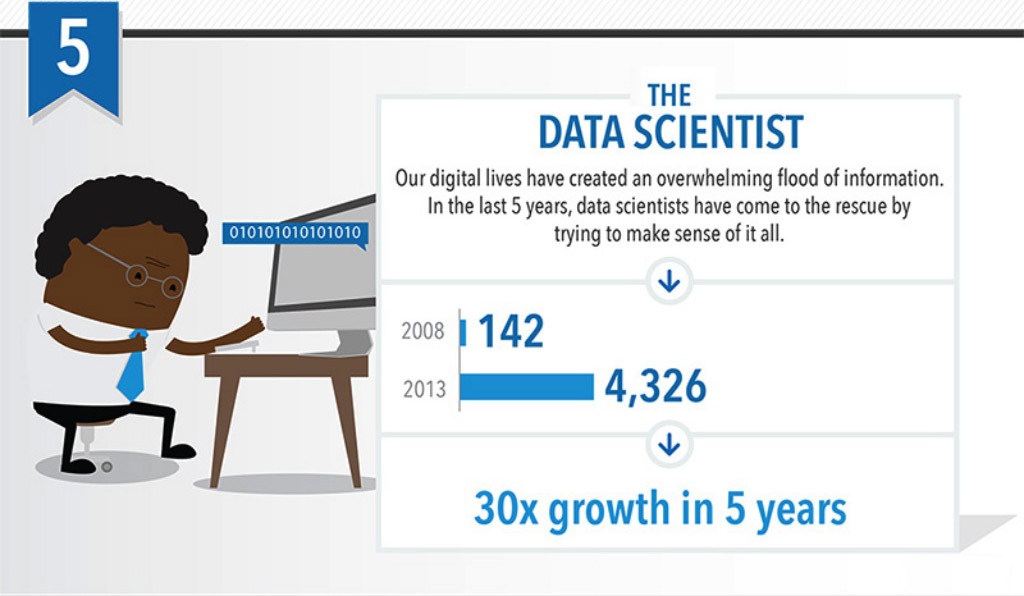 5
THE
DATA SCIENTIST
Our digital lives have created an overwhelming flood of information.
In the last 5 years, data scientists have come to the rescue by
trying to make sense of it all.
010101010101010
2008 142
2013 4,326
30x growth in 5 years